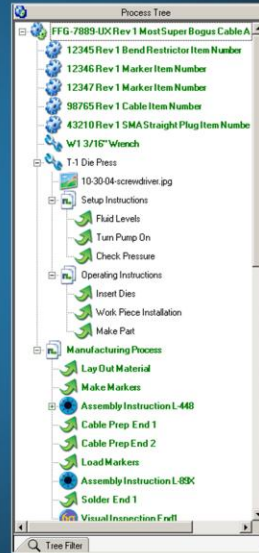 Process Tree
FFG-7889-UX Rev 1 MostSuper Bogus Cable A
12345 Rev 1 Bend Restrictor Item Number
12346 Rev 1 Marker Item Number
12347 Rev 1 Marker Item Number
98765 Rev 1 Cable Item Number
43210 Rev 1 SMA Straight Plug Item Numbe
W1 3/16" Wrench
T-1 Die Press
10-30-04-screwdriver.jpg
Setup Instructions
Fluid Levels
Turn Pump On
Check Pressure
Operating Instructions
Insert Dies
Work Piece Installation
Make Part
Manufacturing Process
Lay Out Material
Make Markers
Assembly Instruction L-448
Cable Prep End 1
Cable Prep End 2
Load Markers
Assembly Instruction L-89X
Solder End 1
Visual Inspection End1
Tree Filter